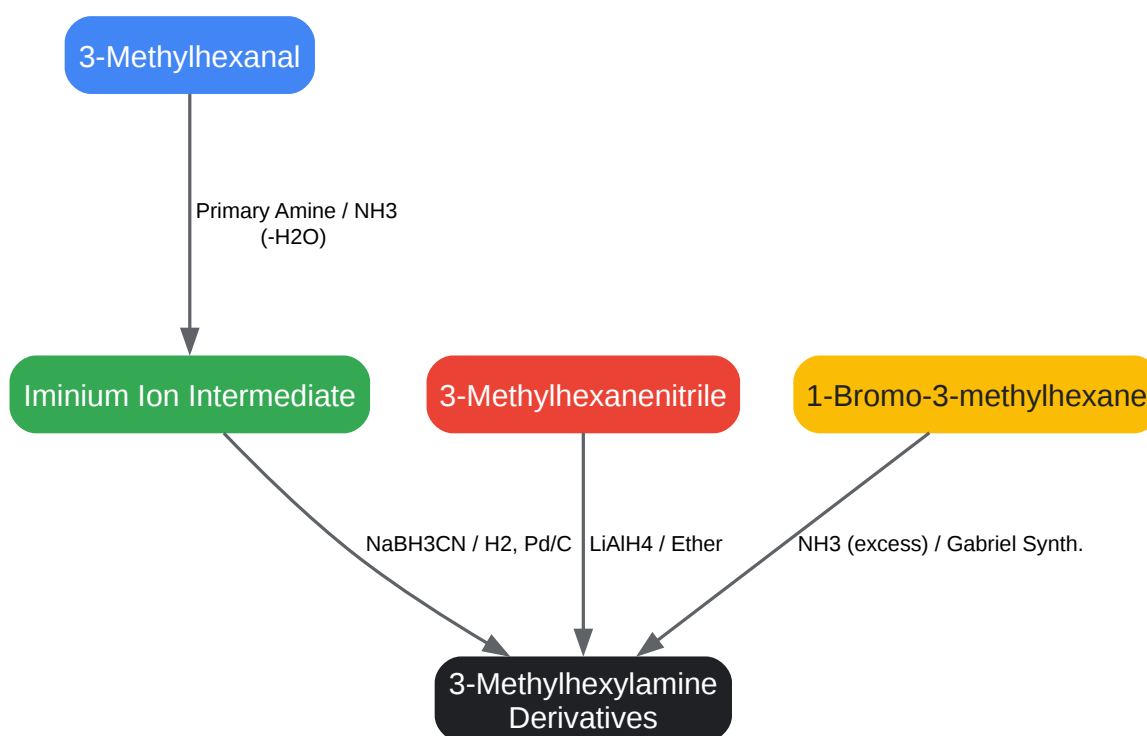 3-Methylhexanal
Primary Amine / NH3
(-H2O)
Iminium Ion Intermediate
3-Methylhexanenitrile
1-Bromo-3-methylhexane
NaBH3CN / H2, Pd/C
LiAlH4 / Ether
NH3 (excess) / Gabriel Synth.
3-Methylhexylamine
Derivatives